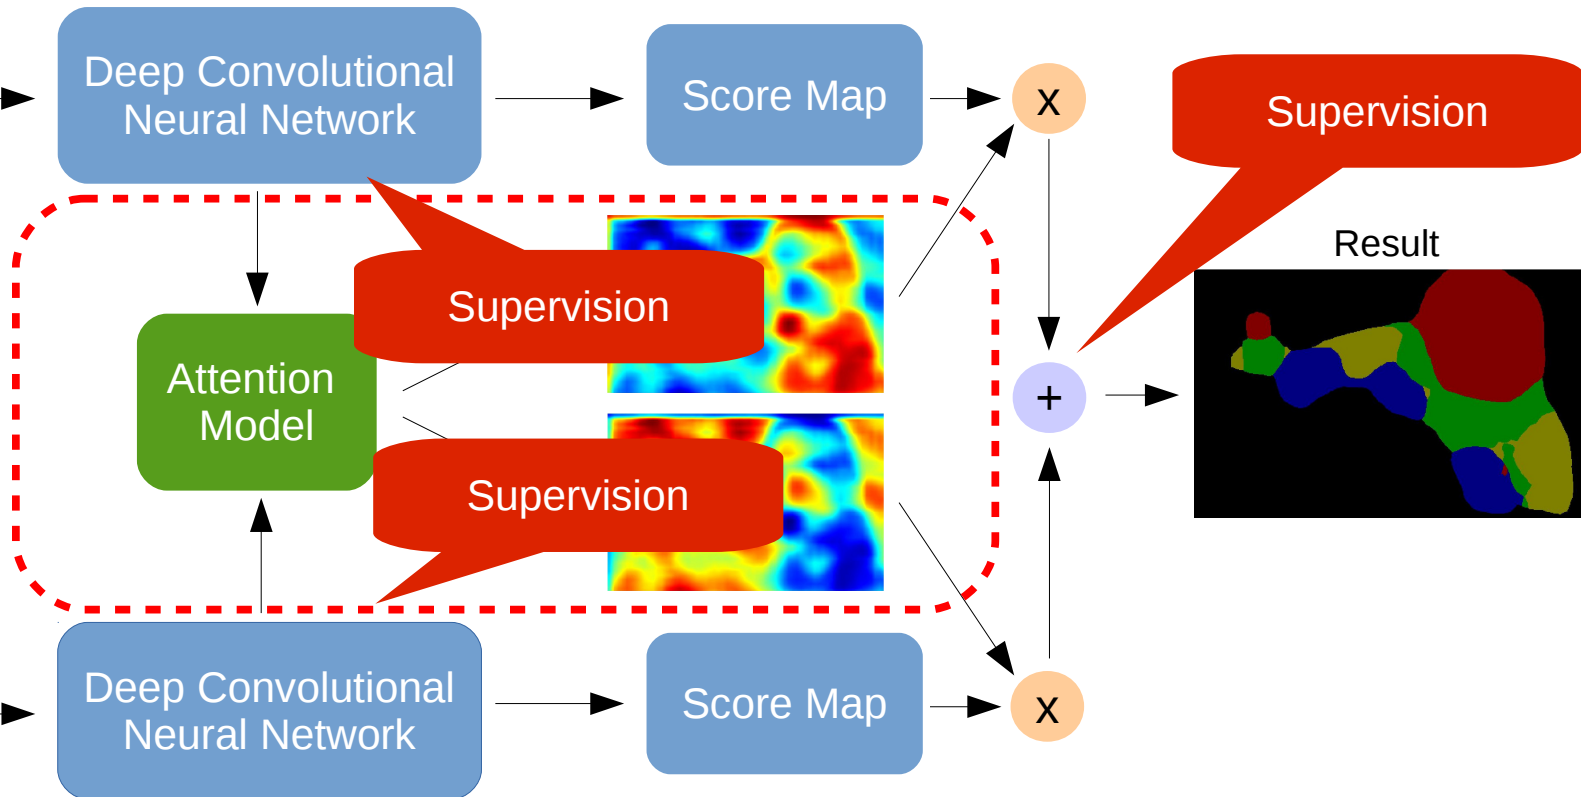 Deep Convolutional
Neural Network
Score Map
x
Supervision
Result
Supervision
Attention
Model
+
Supervision
Deep Convolutional
Neural Network
Score Map
x